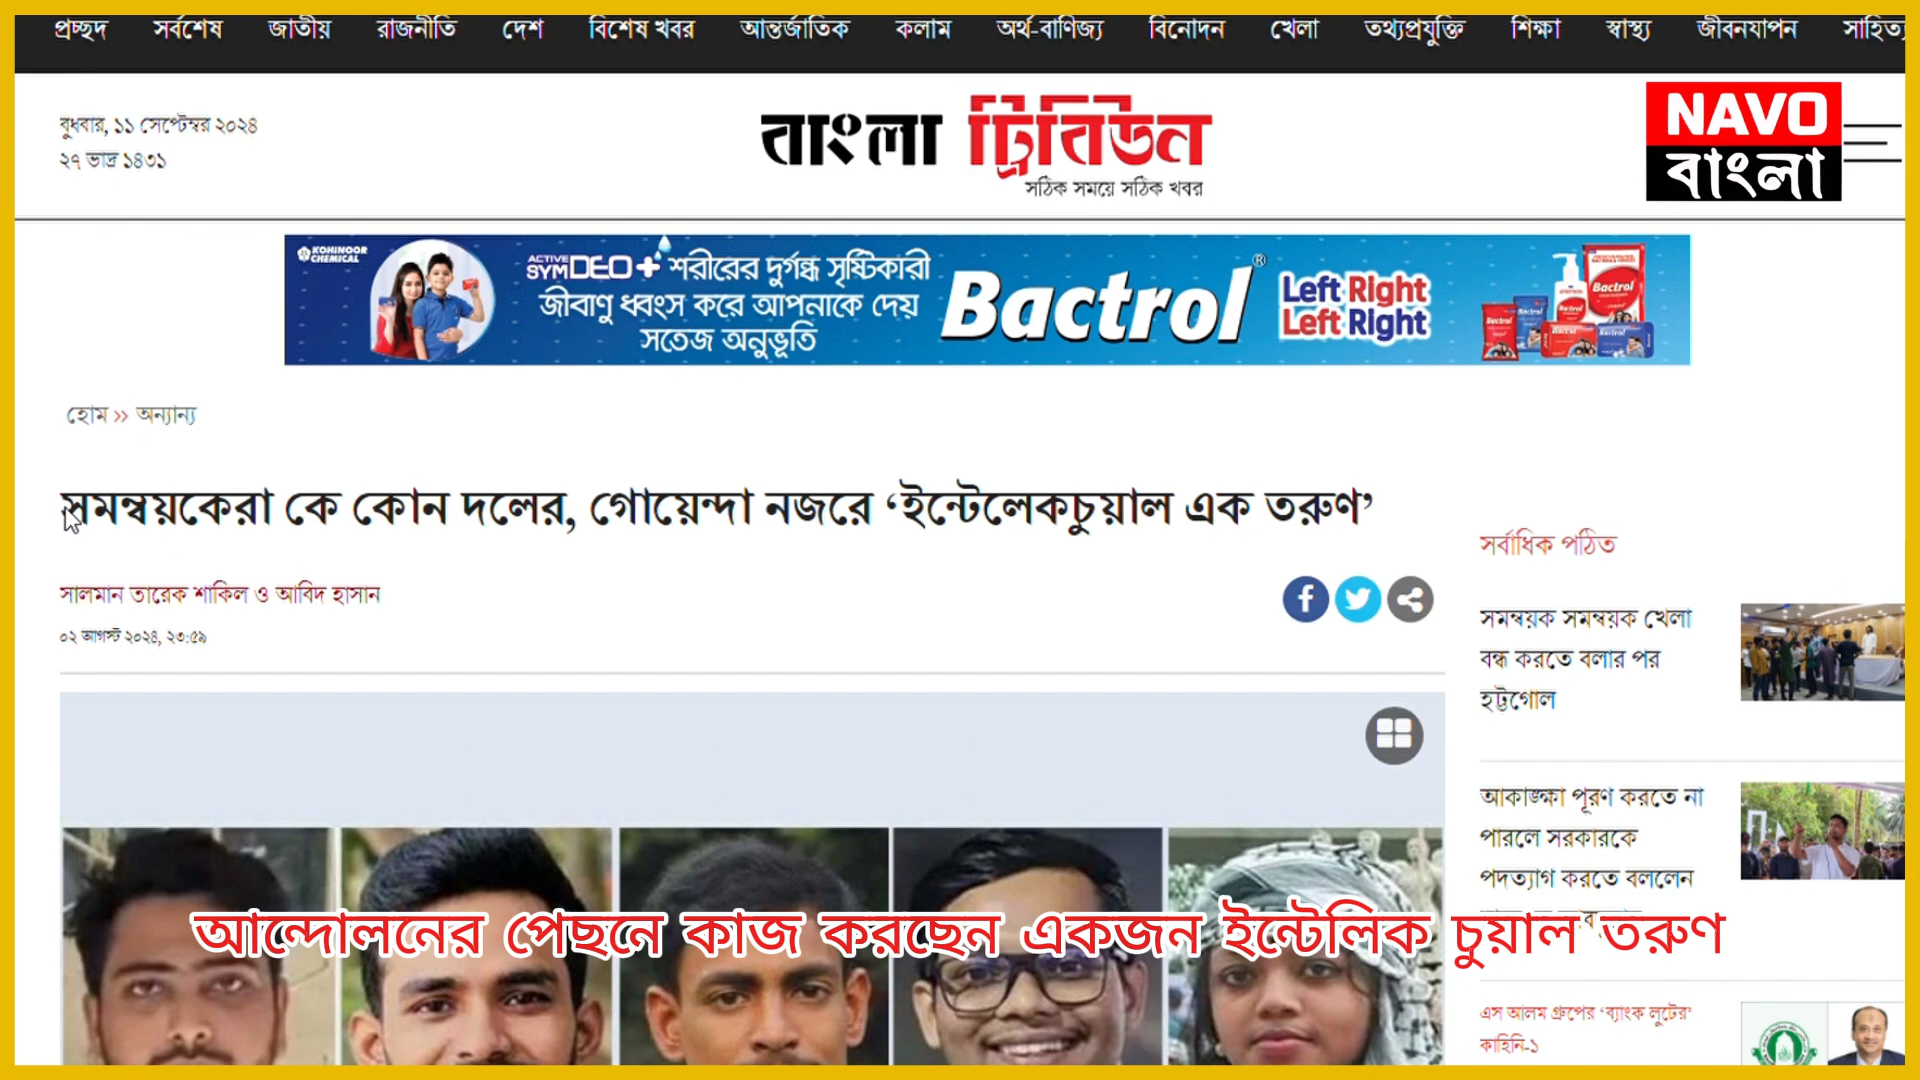 প্রচ্ছদ সর্বশেষ জাতীয় রাজনীতি দেশ বিশেষ খবর আন্তর্জাতিক কলাম অর্থ-বাণিজ্য বিনোদন খেলা তথ্যপ্রযুক্তি শিক্ষা স্বাস্থ্য জীবনযাপন সাহিত্য
বুধবার, ১১ সেপ্টেম্বর ২০২৪
২৭ ভাদ্র ১৪৩১
বাংলা ট্রিবিউন
সঠিক সময়ে সঠিক খবর
NAVO
বাংলা
KOHINOOR
CHEMICAL
ACTIVE
SYMDEO+ শরীরের দুর্গন্ধ সৃষ্টিকারী
জীবাণু ধ্বংস করে আপনাকে দেয়
সতেজ অনুভূতি
Bactrol®
Left Right
Left Right
হোম » অন্যান্য
সমন্বয়কেরা কে কোন দলের, গোয়েন্দা নজরে ‘ইন্টেলেকচুয়াল এক তরুণ’
সালমান তারেক শাকিল ও আবিদ হাসান
০২ আগস্ট ২০২৪, ২৩:৫৯
সর্বাধিক পঠিত
সমন্বয়ক সমন্বয়ক খেলা
বন্ধ করতে বলার পর
হট্টগোল
আকাঙ্ক্ষা পূরণ করতে না
পারলে সরকারকে
পদত্যাগ করতে বললেন
আন্দোলনের পেছনে কাজ করছেন একজন ইন্টেলিক চুয়াল তরুণ
এস আলম গ্রুপের ‘ব্যাংক লুটের’
কাহিনি-১